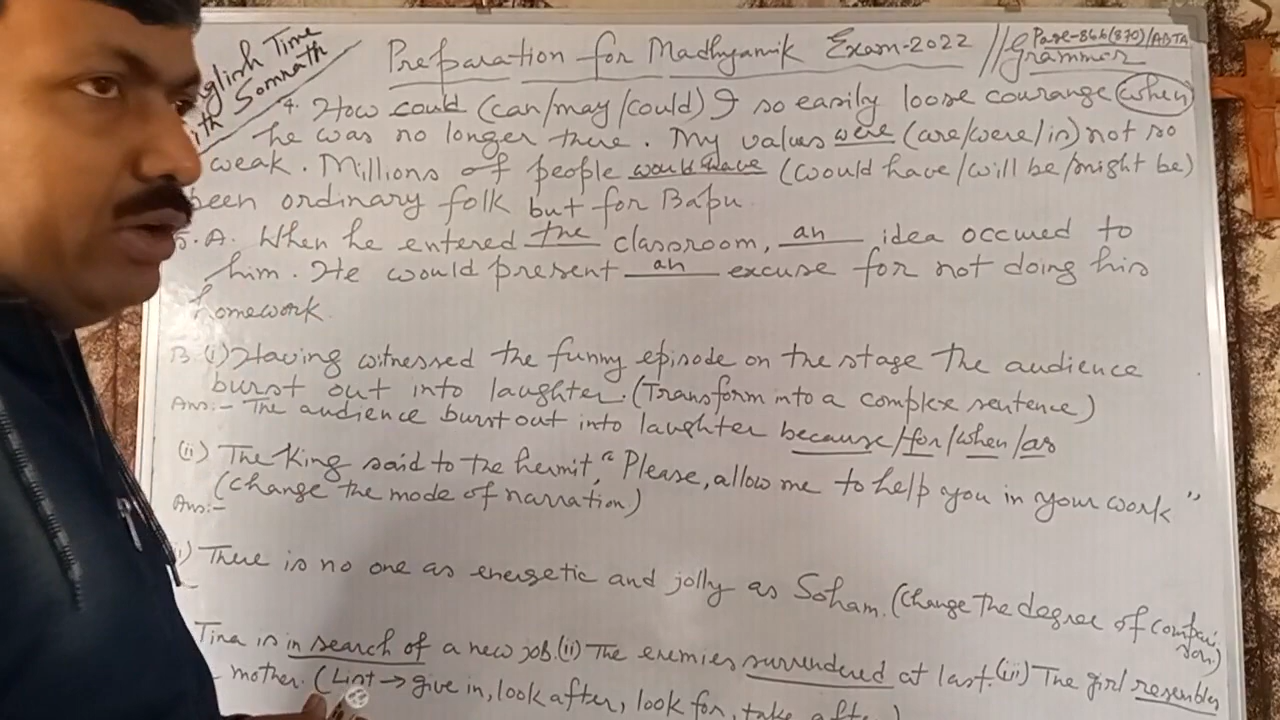 English Time
with Somnath
Preparation for Madhyamik Exam-2022 // Grammer
Page-866(870)/ABTA
4. How could (can/may/could) I so easily loose courange when
he was no longer there. My values were (are/were/in) not so
weak. Millions of people would have (would have/will be/might be)
been ordinary folk but for Bapu.
5. A. When he entered the classroom, an idea occured to
him. He would present an excuse for not doing his
homework.
B (i) Having witnessed the funny episode on the stage the audience
burst out into laughter. (Transform into a complex sentence)
Ans:- The audience burst out into laughter because/for/when/as
(ii) The King said to the hermit, "Please, allow me to help you in your work"
(Change the mode of narration)
Ans:-
i) There is no one as energetic and jolly as Soham. (Change the degree of comparison)
Tina is in search of a new job. (ii) The enemies surrendered at last. (iii) The girl resembles
mother. (List → give in, look after, look for, take after)